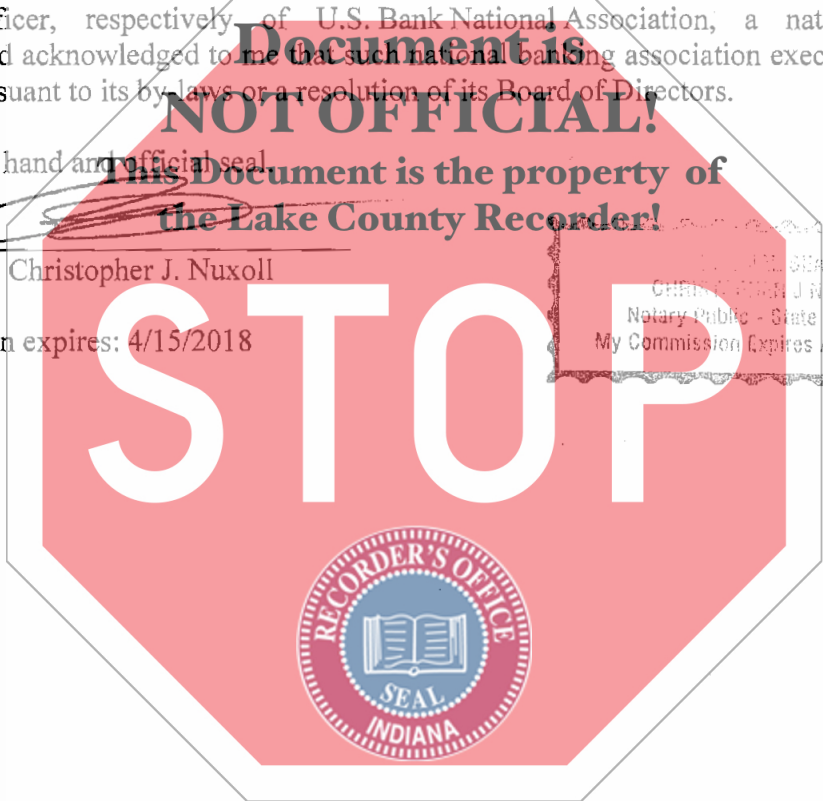 ficer, respectively of U.S. Bank National Association, a nat
Document is
d acknowledged to me that such national banking association exec
suant to its by-laws or a resolution of its Board of Directors.
NOT OFFICIAL!
hand and official seal.
This Document is the property of
the Lake County Recorder!
Christopher J. Nuxoll
Notary Public - State
n expires: 4/15/2018
My Commission Expires
STOP
RECORDER'S OFFICE
SEAL
INDIANA